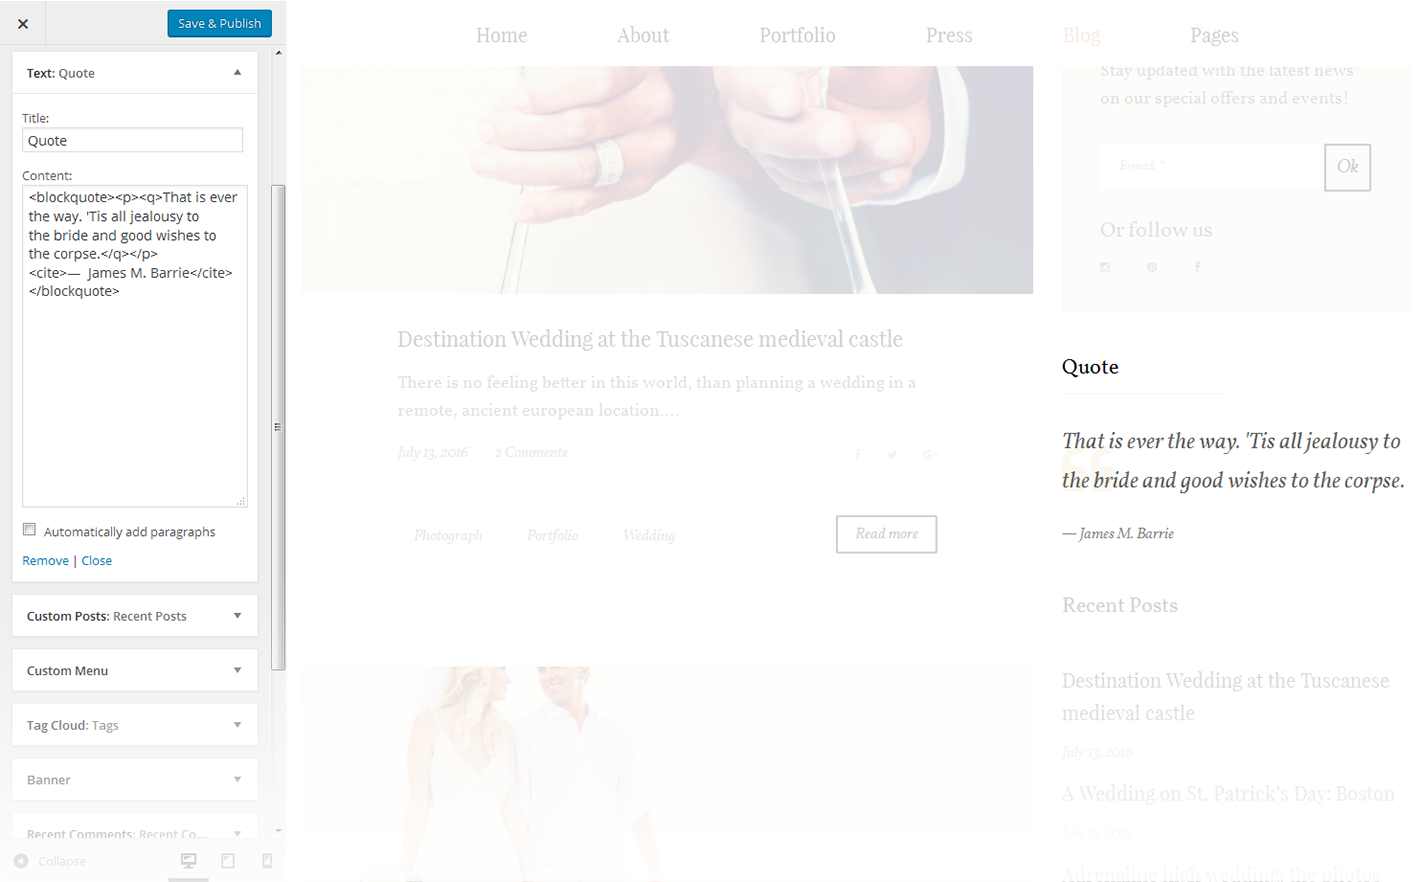 Save & Publish
Text: Quote
Title:
Quote
Content:
<blockquote><p><q>That is ever
the way. 'Tis all jealousy to
the bride and good wishes to
the corpse.</q></p>
<cite>—  James M. Barrie</cite>
</blockquote>
Automatically add paragraphs
Remove | Close
Custom Posts: Recent Posts
Custom Menu
Tag Cloud: Tags
Banner
Recent Comments: Recent Co...
Collapse
Home
About
Portfolio
Press
Blog
Pages
Destination Wedding at the Tuscanese medieval castle
There is no feeling better in this world, than planning a wedding in a
remote, ancient european location....
July 13, 2016
2 Comments
Photograph
Portfolio
Wedding
Read more
Stay updated with the latest news
on our special offers and events!
E-mail *
Ok
Or follow us
Quote
That is ever the way. 'Tis all jealousy to
the bride and good wishes to the corpse.
— James M. Barrie
Recent Posts
Destination Wedding at the Tuscanese
medieval castle
July 13, 2016
A Wedding on St. Patrick's Day: Boston
July 13, 2016
Adrenaline high wedding: the photos